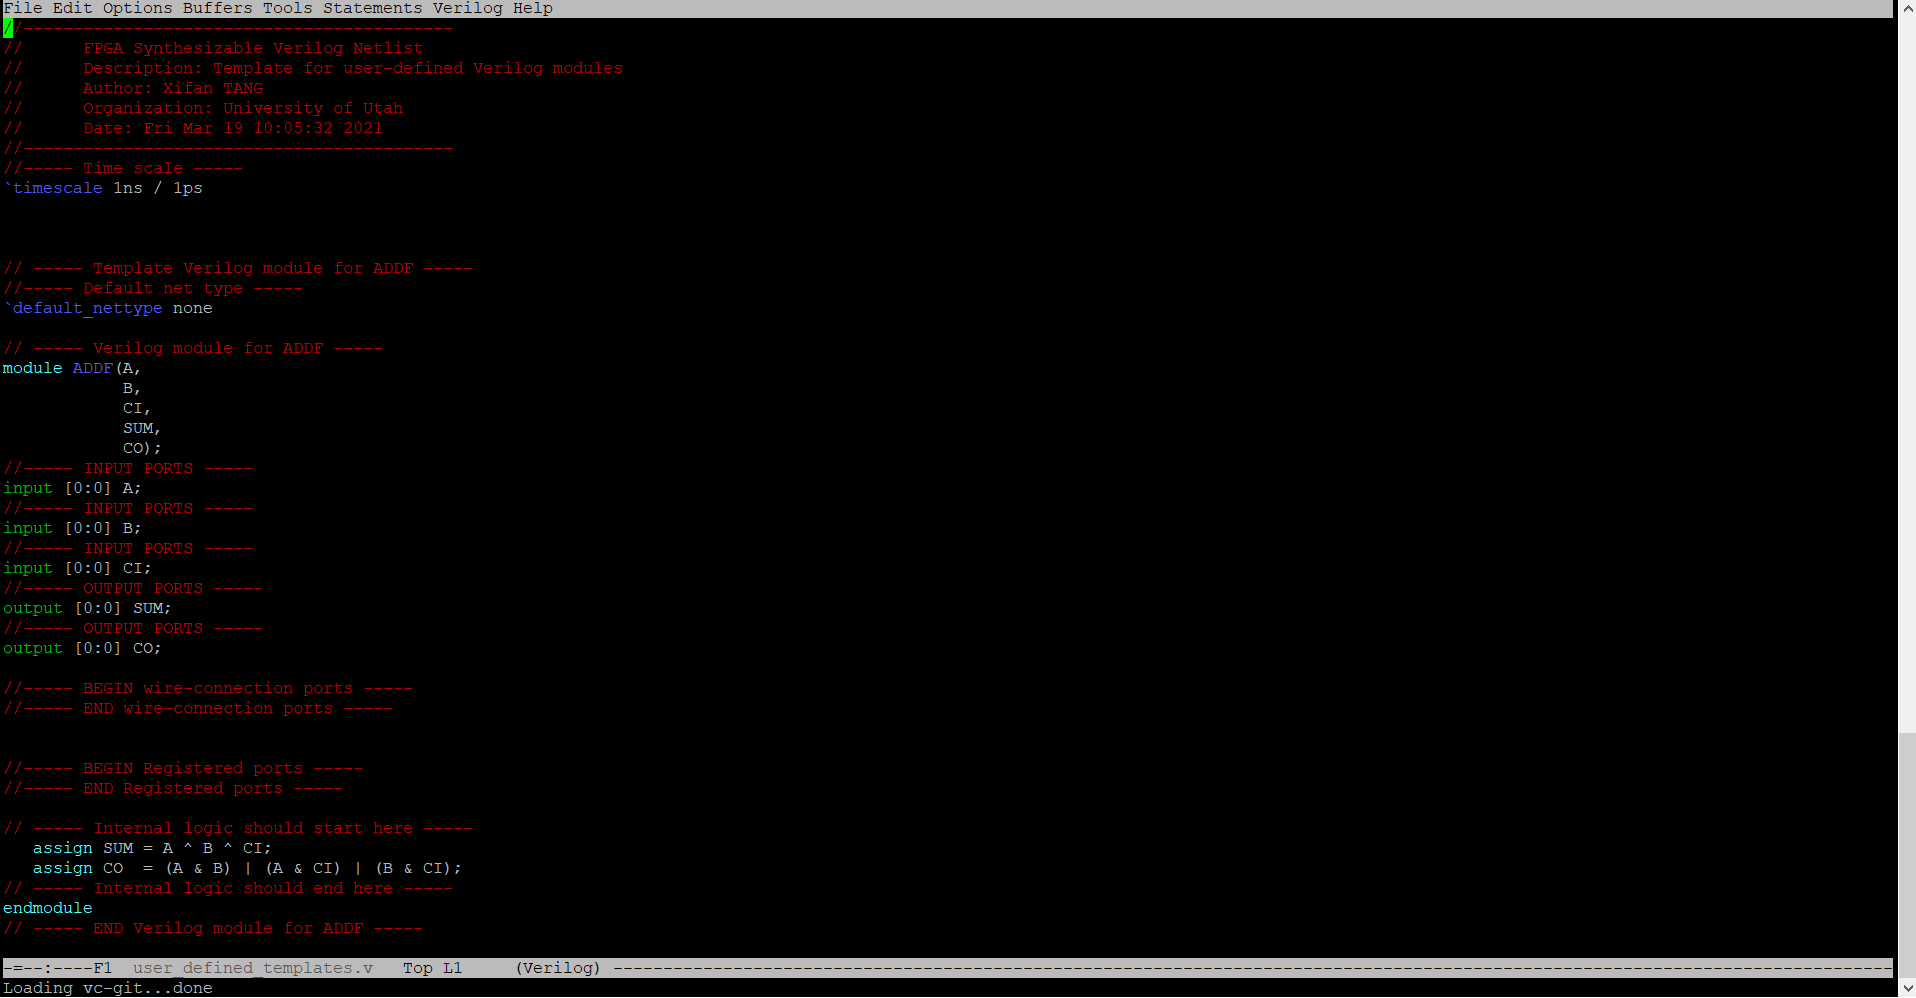 File Edit Options Buffers Tools Statements Verilog Help
//-------------------------------------------
//      FPGA Synthesizable Verilog Netlist
//      Description: Template for user-defined Verilog modules
//      Author: Xifan TANG
//      Organization: University of Utah
//      Date: Fri Mar 19 10:05:32 2021
//-------------------------------------------
//----- Time scale -----
`timescale 1ns / 1ps
// ----- Template Verilog module for ADDF -----
//----- Default net type -----
`default_nettype none
// ----- Verilog module for ADDF -----
module ADDF(A,
            B,
            CI,
            SUM,
            CO);
//----- INPUT PORTS -----
input [0:0] A;
//----- INPUT PORTS -----
input [0:0] B;
//----- INPUT PORTS -----
input [0:0] CI;
//----- OUTPUT PORTS -----
output [0:0] SUM;
//----- OUTPUT PORTS -----
output [0:0] CO;
//----- BEGIN wire-connection ports -----
//----- END wire-connection ports -----
//----- BEGIN Registered ports -----
//----- END Registered ports -----
// ----- Internal logic should start here -----
   assign SUM = A ^ B ^ CI;
   assign CO  = (A & B) | (A & CI) | (B & CI);
// ----- Internal logic should end here -----
endmodule
// ----- END Verilog module for ADDF -----
-=--:----F1  user_defined_templates.v   Top L1     (Verilog) --------------------------------------------------------------------------------------------------------------------------------
Loading vc-git...done